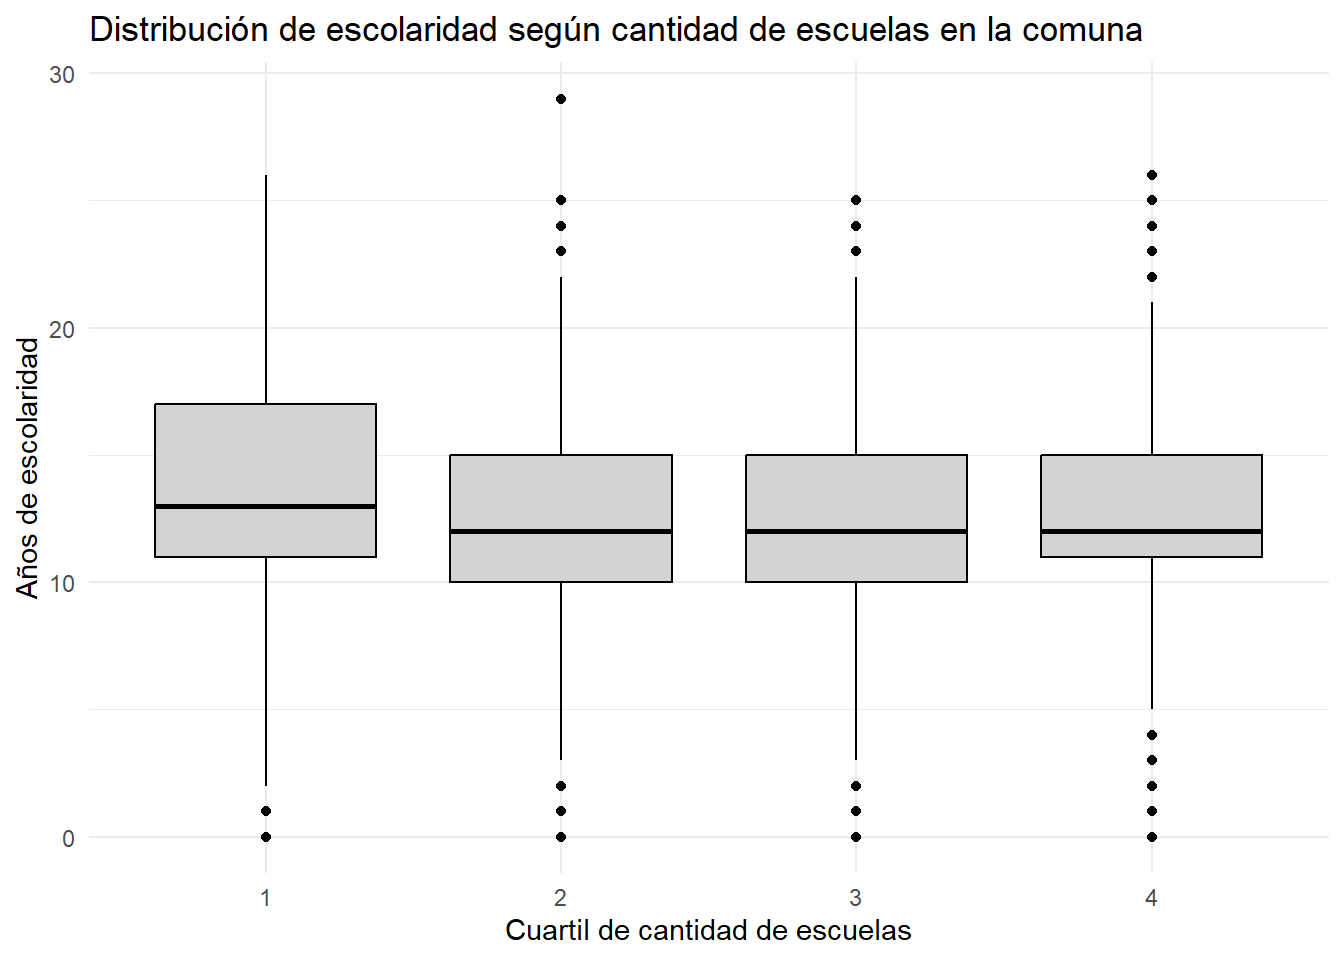 Distribución de escolaridad según cantidad de escuelas en la comuna
Años de escolaridad
30
20
10
0
1 2 3 4
Cuartil de cantidad de escuelas